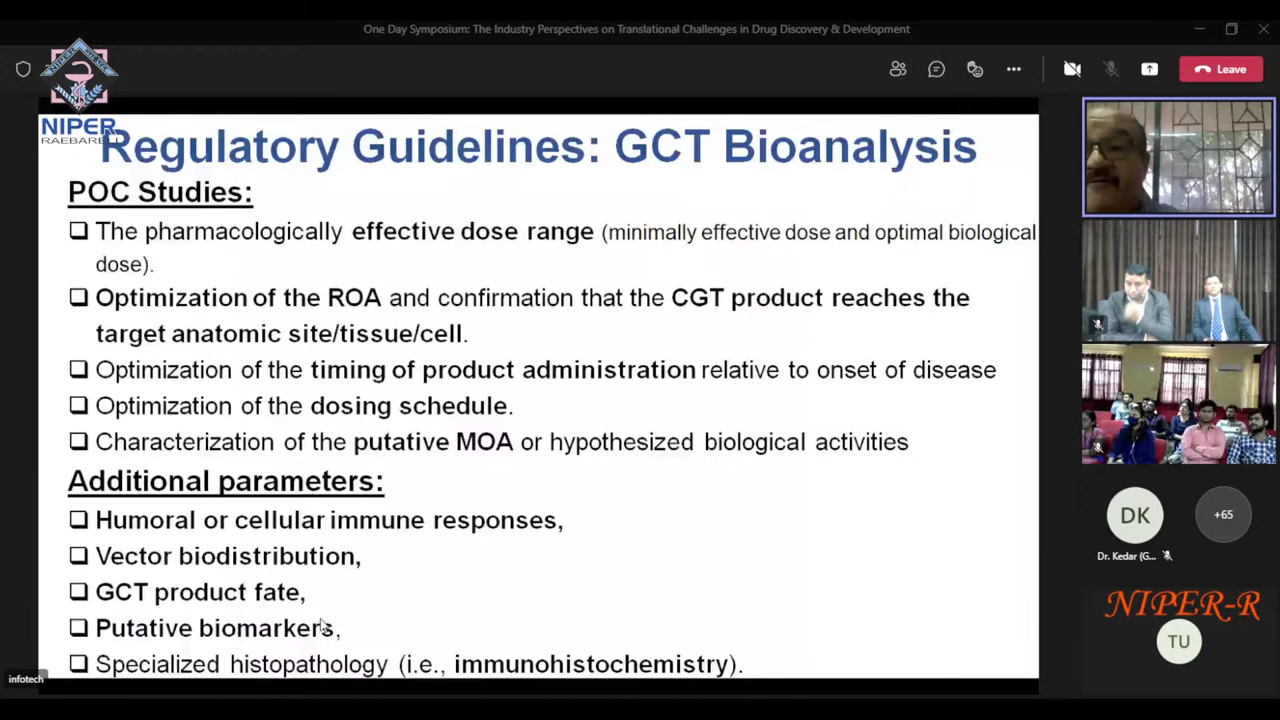 One Day Symposium: The Industry Perspectives on Translational Challenges in Drug Discovery & Development
Leave
NIPER
RAEBARELI
Regulatory Guidelines: GCT Bioanalysis
POC Studies:
❑ The pharmacologically effective dose range (minimally effective dose and optimal biological
dose).
❑ Optimization of the ROA and confirmation that the CGT product reaches the
target anatomic site/tissue/cell.
❑ Optimization of the timing of product administration relative to onset of disease
❑ Optimization of the dosing schedule.
❑ Characterization of the putative MOA or hypothesized biological activities
Additional parameters:
❑ Humoral or cellular immune responses,
❑ Vector biodistribution,
❑ GCT product fate,
❑ Putative biomarkers,
❑ Specialized histopathology (i.e., immunohistochemistry).
infotech
DK
+65
Dr. Kedar (G...
NIPER-R
TU